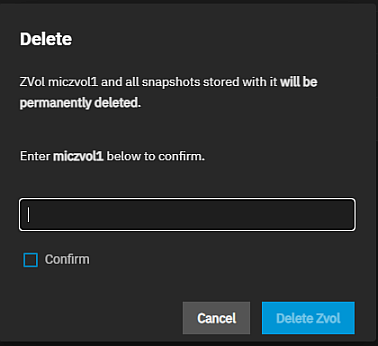 Delete
ZVol miczvol1 and all snapshots stored with it will be
permanently deleted.
Enter miczvol1 below to confirm.
Confirm
Cancel
Delete Zvol